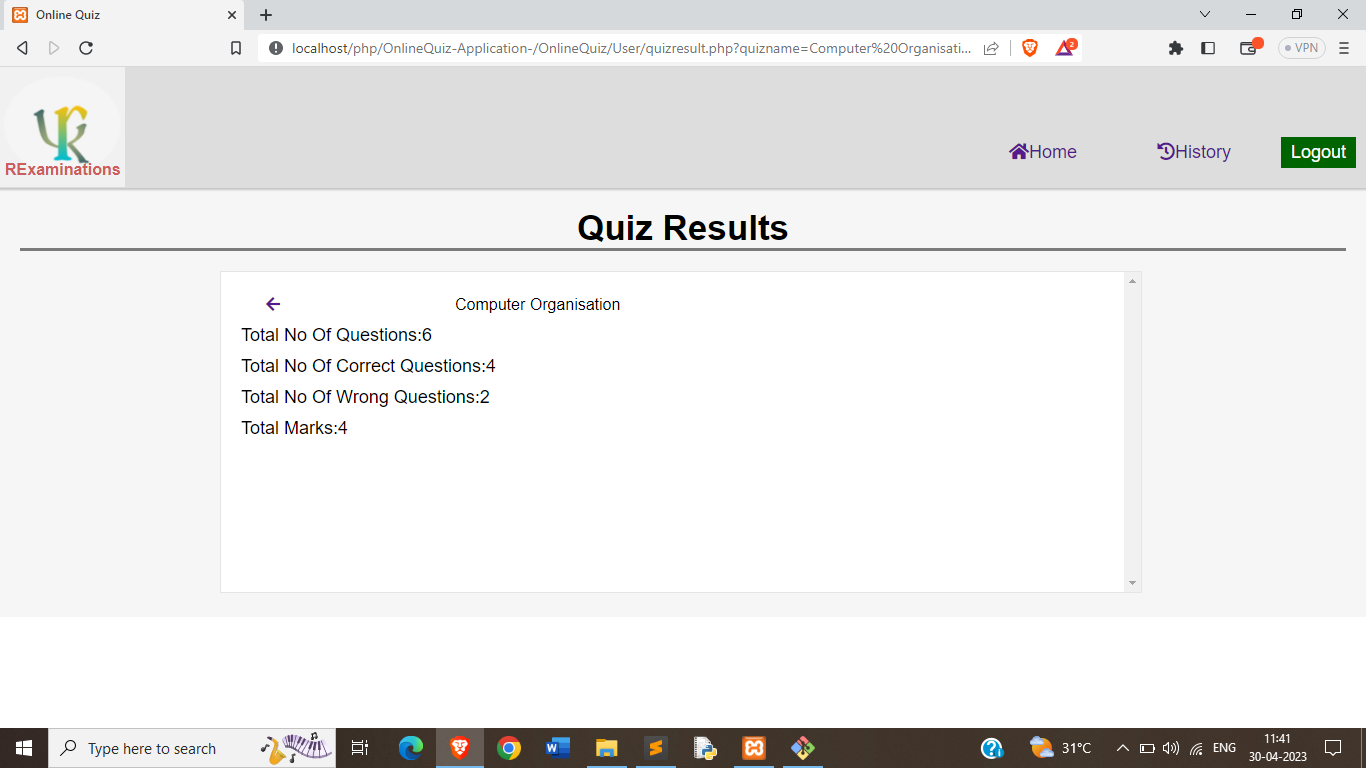 Online Quiz
localhost/php/OnlineQuiz-Application-/OnlineQuiz/User/quizresult.php?quizname=Computer%20Organisati...
2
VPN
RExaminations
Home
History
Logout
Quiz Results
Computer Organisation
Total No Of Questions:6
Total No Of Correct Questions:4
Total No Of Wrong Questions:2
Total Marks:4
Type here to search
31°C
ENG
11:41
30-04-2023